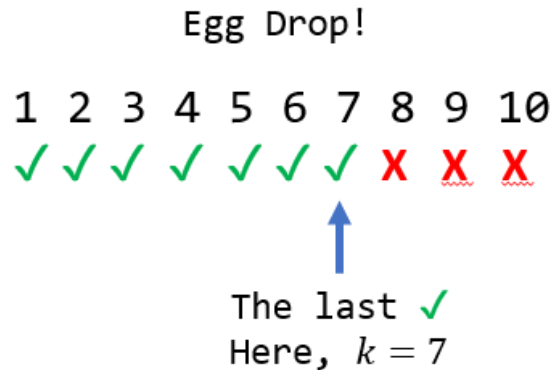 Egg Drop!
1 2 3 4 5 6 7 8 9 10
✓ ✓ ✓ ✓ ✓ ✓ ✓ X X X
The last ✓
Here, k = 7